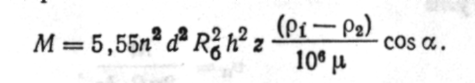 M = 5,55n² d² R_б² h² z (ρ₁ — ρ₂) / 10⁶ μ cos α.